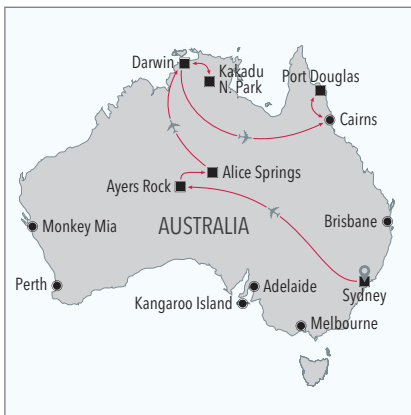 Darwin
Kakadu
N. Park
Port Douglas
Cairns
Alice Springs
Ayers Rock
AUSTRALIA
Monkey Mia
Brisbane
Perth
Adelaide
Sydney
Kangaroo Island
Melbourne